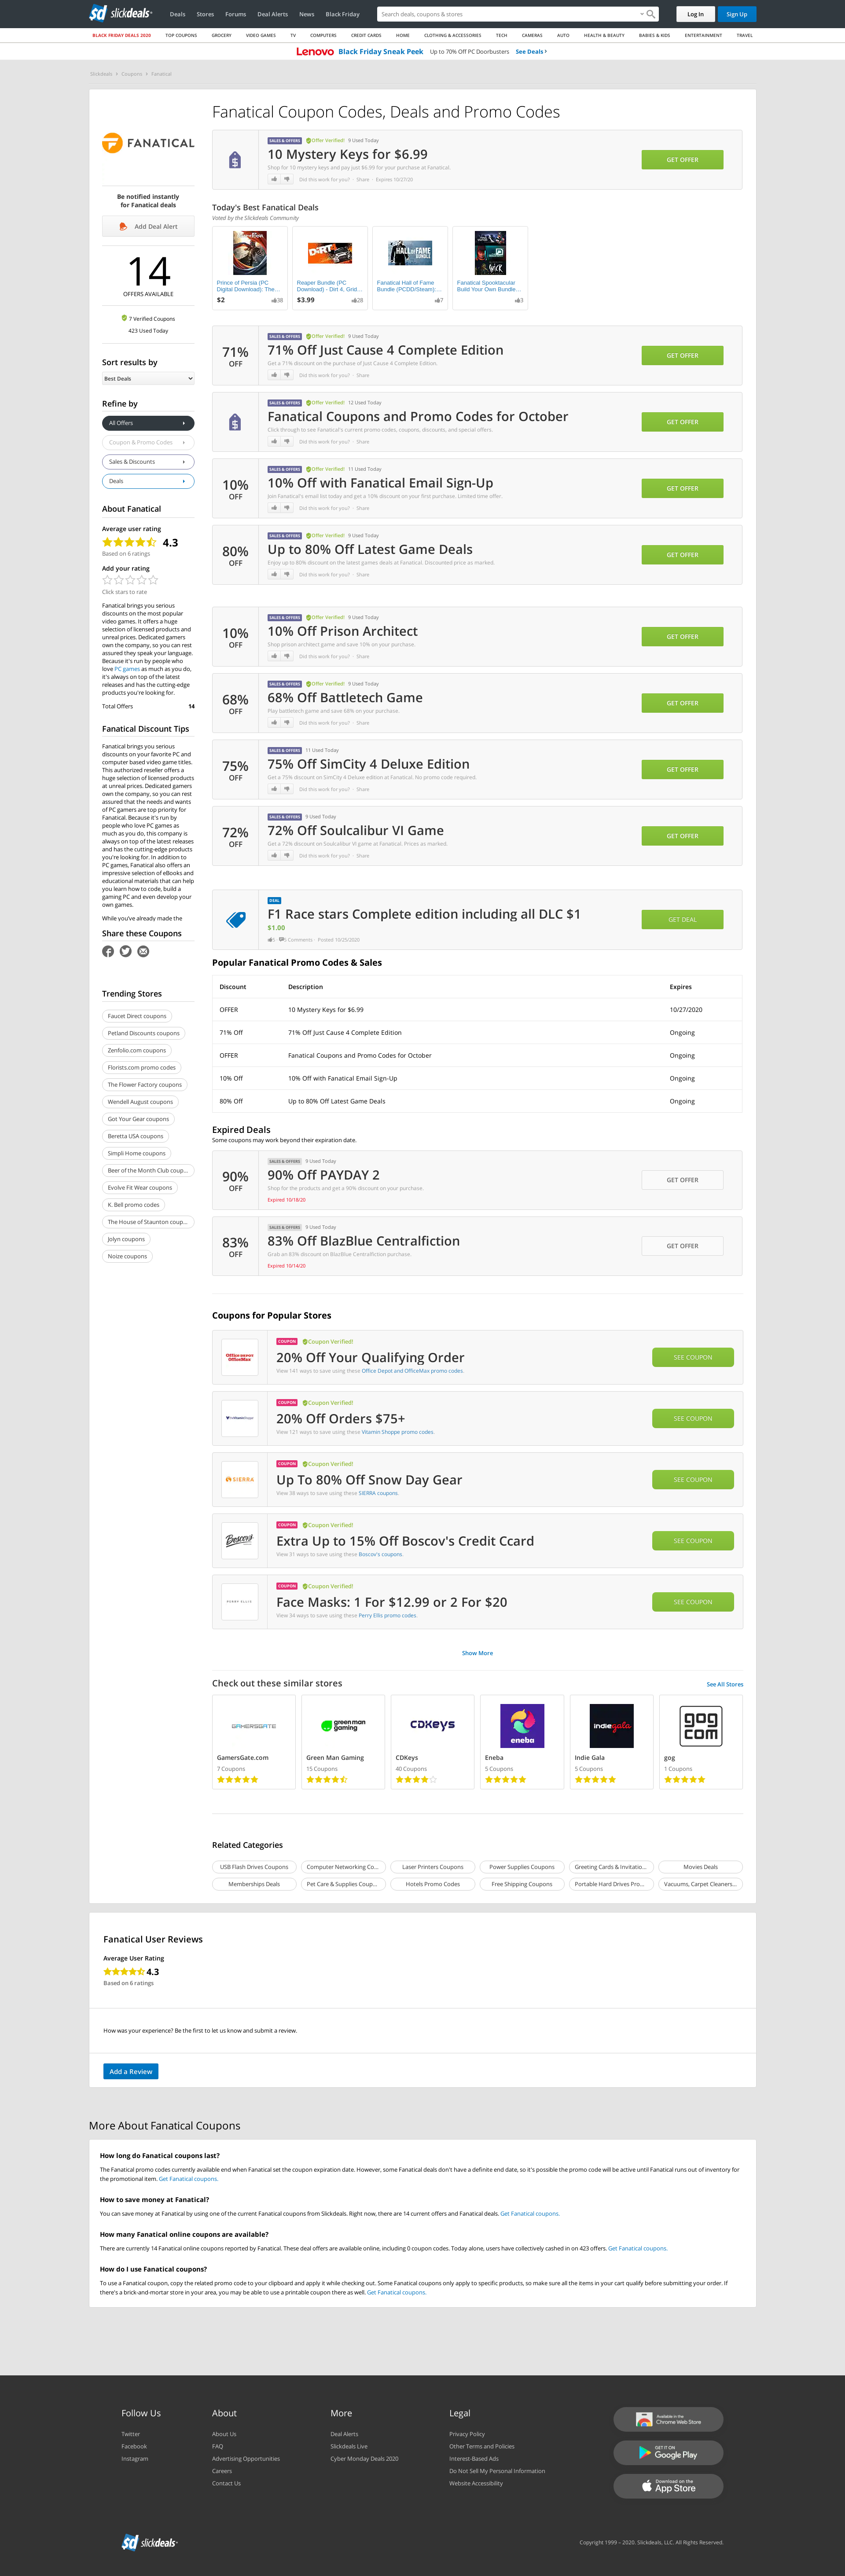 slickdeals
Deals Stores Forums Deal Alerts News Black Friday
Search deals, coupons & stores
Log In Sign Up
BLACK FRIDAY DEALS 2020 TOP COUPONS GROCERY VIDEO GAMES TV COMPUTERS CREDIT CARDS HOME CLOTHING & ACCESSORIES TECH CAMERAS AUTO HEALTH & BEAUTY BABIES & KIDS ENTERTAINMENT TRAVEL
Lenovo Black Friday Sneak Peek Up to 70% Off PC Doorbusters See Deals
Slickdeals Coupons Fanatical
FANATICAL
Be notified instantly
for Fanatical deals
Add Deal Alert
14
OFFERS AVAILABLE
7 Verified Coupons
423 Used Today
Sort results by
Best Deals
Refine by
All Offers
Coupon & Promo Codes
Sales & Discounts
Deals
About Fanatical
Average user rating
4.3
Based on 6 ratings
Add your rating
Click stars to rate
Fanatical brings you serious
discounts on the most popular
video games. It offers a huge
selection of licensed products and
unreal prices. Dedicated gamers
own the company, so you can rest
assured they speak your language.
Because it's run by people who
love PC games as much as you do,
it's always on top of the latest
releases and has the cutting-edge
products you're looking for.
Total Offers 14
Fanatical Discount Tips
Fanatical brings you serious
discounts on your favorite PC and
computer based video game titles.
This authorized reseller offers a
huge selection of licensed products
at unreal prices. Dedicated gamers
own the company, so you can rest
assured that the needs and wants
of PC gamers are top priority for
Fanatical. Because it's run by
people who love PC games as
much as you do, this company is
always on top of the latest releases
and has the cutting-edge products
you're looking for. In addition to
PC games, Fanatical also offers an
impressive selection of eBooks and
educational materials that can help
you learn how to code, build a
gaming PC and even develop your
own games.
While you've already made the
Share these Coupons
Trending Stores
Faucet Direct coupons
Petland Discounts coupons
Zenfolio.com coupons
Florists.com promo codes
The Flower Factory coupons
Wendell August coupons
Got Your Gear coupons
Beretta USA coupons
Simpli Home coupons
Beer of the Month Club coup...
Evolve Fit Wear coupons
K. Bell promo codes
The House of Staunton coup...
Jolyn coupons
Noize coupons
Fanatical Coupon Codes, Deals and Promo Codes
SALES & OFFERS Offer Verified! 9 Used Today
10 Mystery Keys for $6.99
Shop for 10 mystery keys and pay just $6.99 for your purchase at Fanatical.
Did this work for you? · Share · Expires 10/27/20
GET OFFER
Today's Best Fanatical Deals
Voted by the Slickdeals Community
Prince of Persia (PC
Digital Download): The...
$2 38
Reaper Bundle (PC
Download) - Dirt 4, Grid...
$3.99 28
HALL OF FAME
BUNDLE
Fanatical Hall of Fame
Bundle (PCDD/Steam):...
7
Fanatical Spooktacular
Build Your Own Bundle...
3
71% OFF
SALES & OFFERS Offer Verified! 9 Used Today
71% Off Just Cause 4 Complete Edition
Get a 71% discount on the purchase of Just Cause 4 Complete Edition.
Did this work for you? · Share
GET OFFER
SALES & OFFERS Offer Verified! 12 Used Today
Fanatical Coupons and Promo Codes for October
Click through to see Fanatical's current promo codes, coupons, discounts, and special offers.
Did this work for you? · Share
GET OFFER
10% OFF
SALES & OFFERS Offer Verified! 11 Used Today
10% Off with Fanatical Email Sign-Up
Join Fanatical's email list today and get a 10% discount on your first purchase. Limited time offer.
Did this work for you? · Share
GET OFFER
80% OFF
SALES & OFFERS Offer Verified! 9 Used Today
Up to 80% Off Latest Game Deals
Enjoy up to 80% discount on the latest games deals at Fanatical. Discounted price as marked.
Did this work for you? · Share
GET OFFER
10% OFF
SALES & OFFERS Offer Verified! 9 Used Today
10% Off Prison Architect
Shop prison architect game and save 10% on your purchase.
Did this work for you? · Share
GET OFFER
68% OFF
SALES & OFFERS Offer Verified! 9 Used Today
68% Off Battletech Game
Play battletech game and save 68% on your purchase.
Did this work for you? · Share
GET OFFER
75% OFF
SALES & OFFERS 11 Used Today
75% Off SimCity 4 Deluxe Edition
Get a 75% discount on SimCity 4 Deluxe edition at Fanatical. No promo code required.
Did this work for you? · Share
GET OFFER
72% OFF
SALES & OFFERS 9 Used Today
72% Off Soulcalibur VI Game
Get a 72% discount on Soulcalibur VI game at Fanatical. Prices as marked.
Did this work for you? · Share
GET OFFER
DEAL
F1 Race stars Complete edition including all DLC $1
$1.00
Comments · Posted 10/25/2020
GET DEAL
Popular Fanatical Promo Codes & Sales
Discount Description Expires
OFFER 10 Mystery Keys for $6.99 10/27/2020
71% Off 71% Off Just Cause 4 Complete Edition Ongoing
OFFER Fanatical Coupons and Promo Codes for October Ongoing
10% Off 10% Off with Fanatical Email Sign-Up Ongoing
80% Off Up to 80% Off Latest Game Deals Ongoing
Expired Deals
Some coupons may work beyond their expiration date.
90% OFF
SALES & OFFERS 9 Used Today
90% Off PAYDAY 2
Shop for the products and get a 90% discount on your purchase.
Expired 10/18/20
GET OFFER
83% OFF
SALES & OFFERS 9 Used Today
83% Off BlazBlue Centralfiction
Grab an 83% discount on BlazBlue Centralfiction purchase.
Expired 10/14/20
GET OFFER
Coupons for Popular Stores
Office DEPOT
OfficeMax
COUPON Coupon Verified!
20% Off Your Qualifying Order
View 141 ways to save using these Office Depot and OfficeMax promo codes.
SEE COUPON
COUPON Coupon Verified!
20% Off Orders $75+
View 121 ways to save using these Vitamin Shoppe promo codes.
SEE COUPON
SIERRA
COUPON Coupon Verified!
Up To 80% Off Snow Day Gear
View 38 ways to save using these SIERRA coupons.
SEE COUPON
Boscov's
COUPON Coupon Verified!
Extra Up to 15% Off Boscov's Credit Ccard
View 31 ways to save using these Boscov's coupons.
SEE COUPON
PERRY ELLIS
COUPON Coupon Verified!
Face Masks: 1 For $12.99 or 2 For $20
View 34 ways to save using these Perry Ellis promo codes.
SEE COUPON
Show More
Check out these similar stores See All Stores
GAMERSGATE green man gaming CDKeys eneba indiegala gog com
GamersGate.com Green Man Gaming CDKeys Eneba Indie Gala gog
7 Coupons 15 Coupons 40 Coupons 5 Coupons 5 Coupons 1 Coupons
Related Categories
USB Flash Drives Coupons Computer Networking Co... Laser Printers Coupons Power Supplies Coupons Greeting Cards & Invitatio... Movies Deals
Memberships Deals Pet Care & Supplies Coup... Hotels Promo Codes Free Shipping Coupons Portable Hard Drives Pro... Vacuums, Carpet Cleaners...
Fanatical User Reviews
Average User Rating
4.3
Based on 6 ratings
How was your experience? Be the first to let us know and submit a review.
Add a Review
More About Fanatical Coupons
How long do Fanatical coupons last?
The Fanatical promo codes currently available end when Fanatical set the coupon expiration date. However, some Fanatical deals don't have a definite end date, so it's possible the promo code will be active until Fanatical runs out of inventory for
the promotional item. Get Fanatical coupons.
How to save money at Fanatical?
You can save money at Fanatical by using one of the current Fanatical coupons from Slickdeals. Right now, there are 14 current offers and Fanatical deals. Get Fanatical coupons.
How many Fanatical online coupons are available?
There are currently 14 Fanatical online coupons reported by Fanatical. These deal offers are available online, including 0 coupon codes. Today alone, users have collectively cashed in on 423 offers. Get Fanatical coupons.
How do I use Fanatical coupons?
To use a Fanatical coupon, copy the related promo code to your clipboard and apply it while checking out. Some Fanatical coupons only apply to specific products, so make sure all the items in your cart qualify before submitting your order. If
there's a brick-and-mortar store in your area, you may be able to use a printable coupon there as well. Get Fanatical coupons.
Follow Us About More Legal
Twitter About Us Deal Alerts Privacy Policy
Facebook FAQ Slickdeals Live Other Terms and Policies
Instagram Advertising Opportunities Cyber Monday Deals 2020 Interest-Based Ads
Careers Do Not Sell My Personal Information
Contact Us Website Accessibility
Available in the
Chrome Web Store
GET IT ON
Google Play
Download on the
App Store
slickdeals
Copyright 1999 – 2020. Slickdeals, LLC. All Rights Reserved.